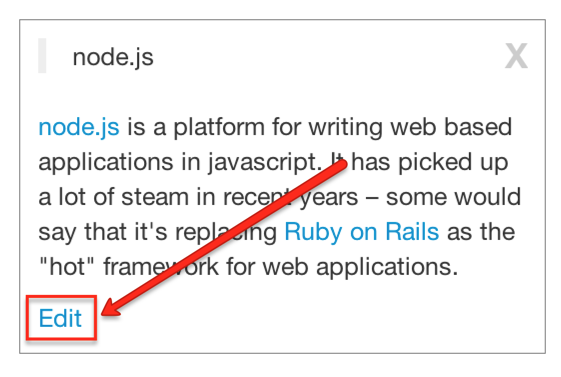 node.js
X
node.js is a platform for writing web based
applications in javascript. It has picked up
a lot of steam in recent years – some would
say that it's replacing Ruby on Rails as the
"hot" framework for web applications.
Edit